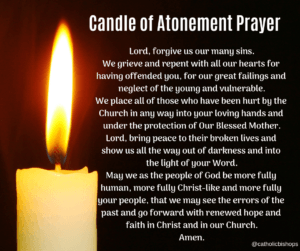 Candle of Atonement Prayer
Lord, forgive us our many sins.
We grieve and repent with all our hearts for
having offended you, for our great failings and
neglect of the young and vulnerable.
We place all of those who have been hurt by the
Church in any way into your loving hands and
under the protection of Our Blessed Mother.
Lord, bring peace to their broken lives and
show us all the way out of darkness and into
the light of your Word.
May we as the people of God be more fully
human, more fully Christ-like and more fully
your people, that we may see the errors of the
past and go forward with renewed hope and
faith in Christ and in our Church.
Amen.
@catholicbishops